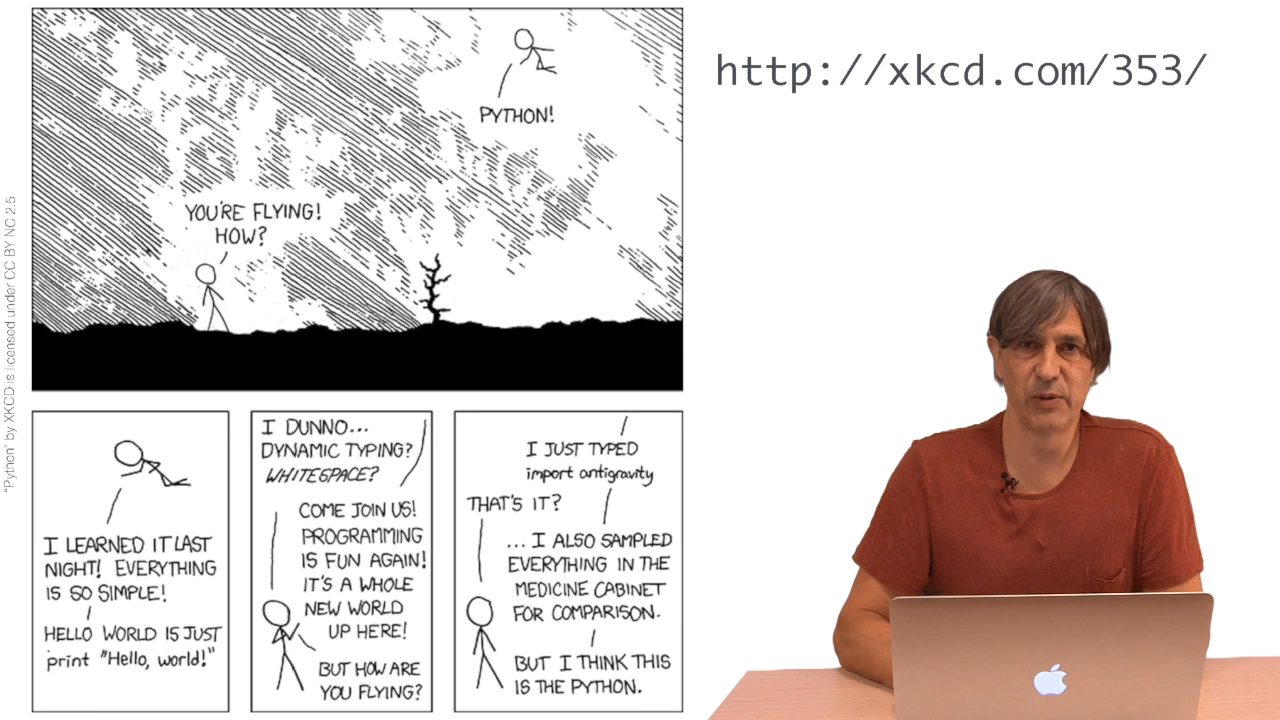 http://xkcd.com/353/
PYTHON!
YOU'RE FLYING!
HOW?
I LEARNED IT LAST
NIGHT! EVERYTHING
IS SO SIMPLE!
HELLO WORLD IS JUST
print "Hello, world!"
I DUNNO...
DYNAMIC TYPING?
WHITESPACE?
COME JOIN US!
PROGRAMMING
IS FUN AGAIN!
IT'S A WHOLE
NEW WORLD
UP HERE!
BUT HOW ARE
YOU FLYING?
I JUST TYPED
import antigravity
THAT'S IT?
...I ALSO SAMPLED
EVERYTHING IN THE
MEDICINE CABINET
FOR COMPARISON.
BUT I THINK THIS
IS THE PYTHON.
"Python" by XKCD is licensed under CC BY NC 2.5